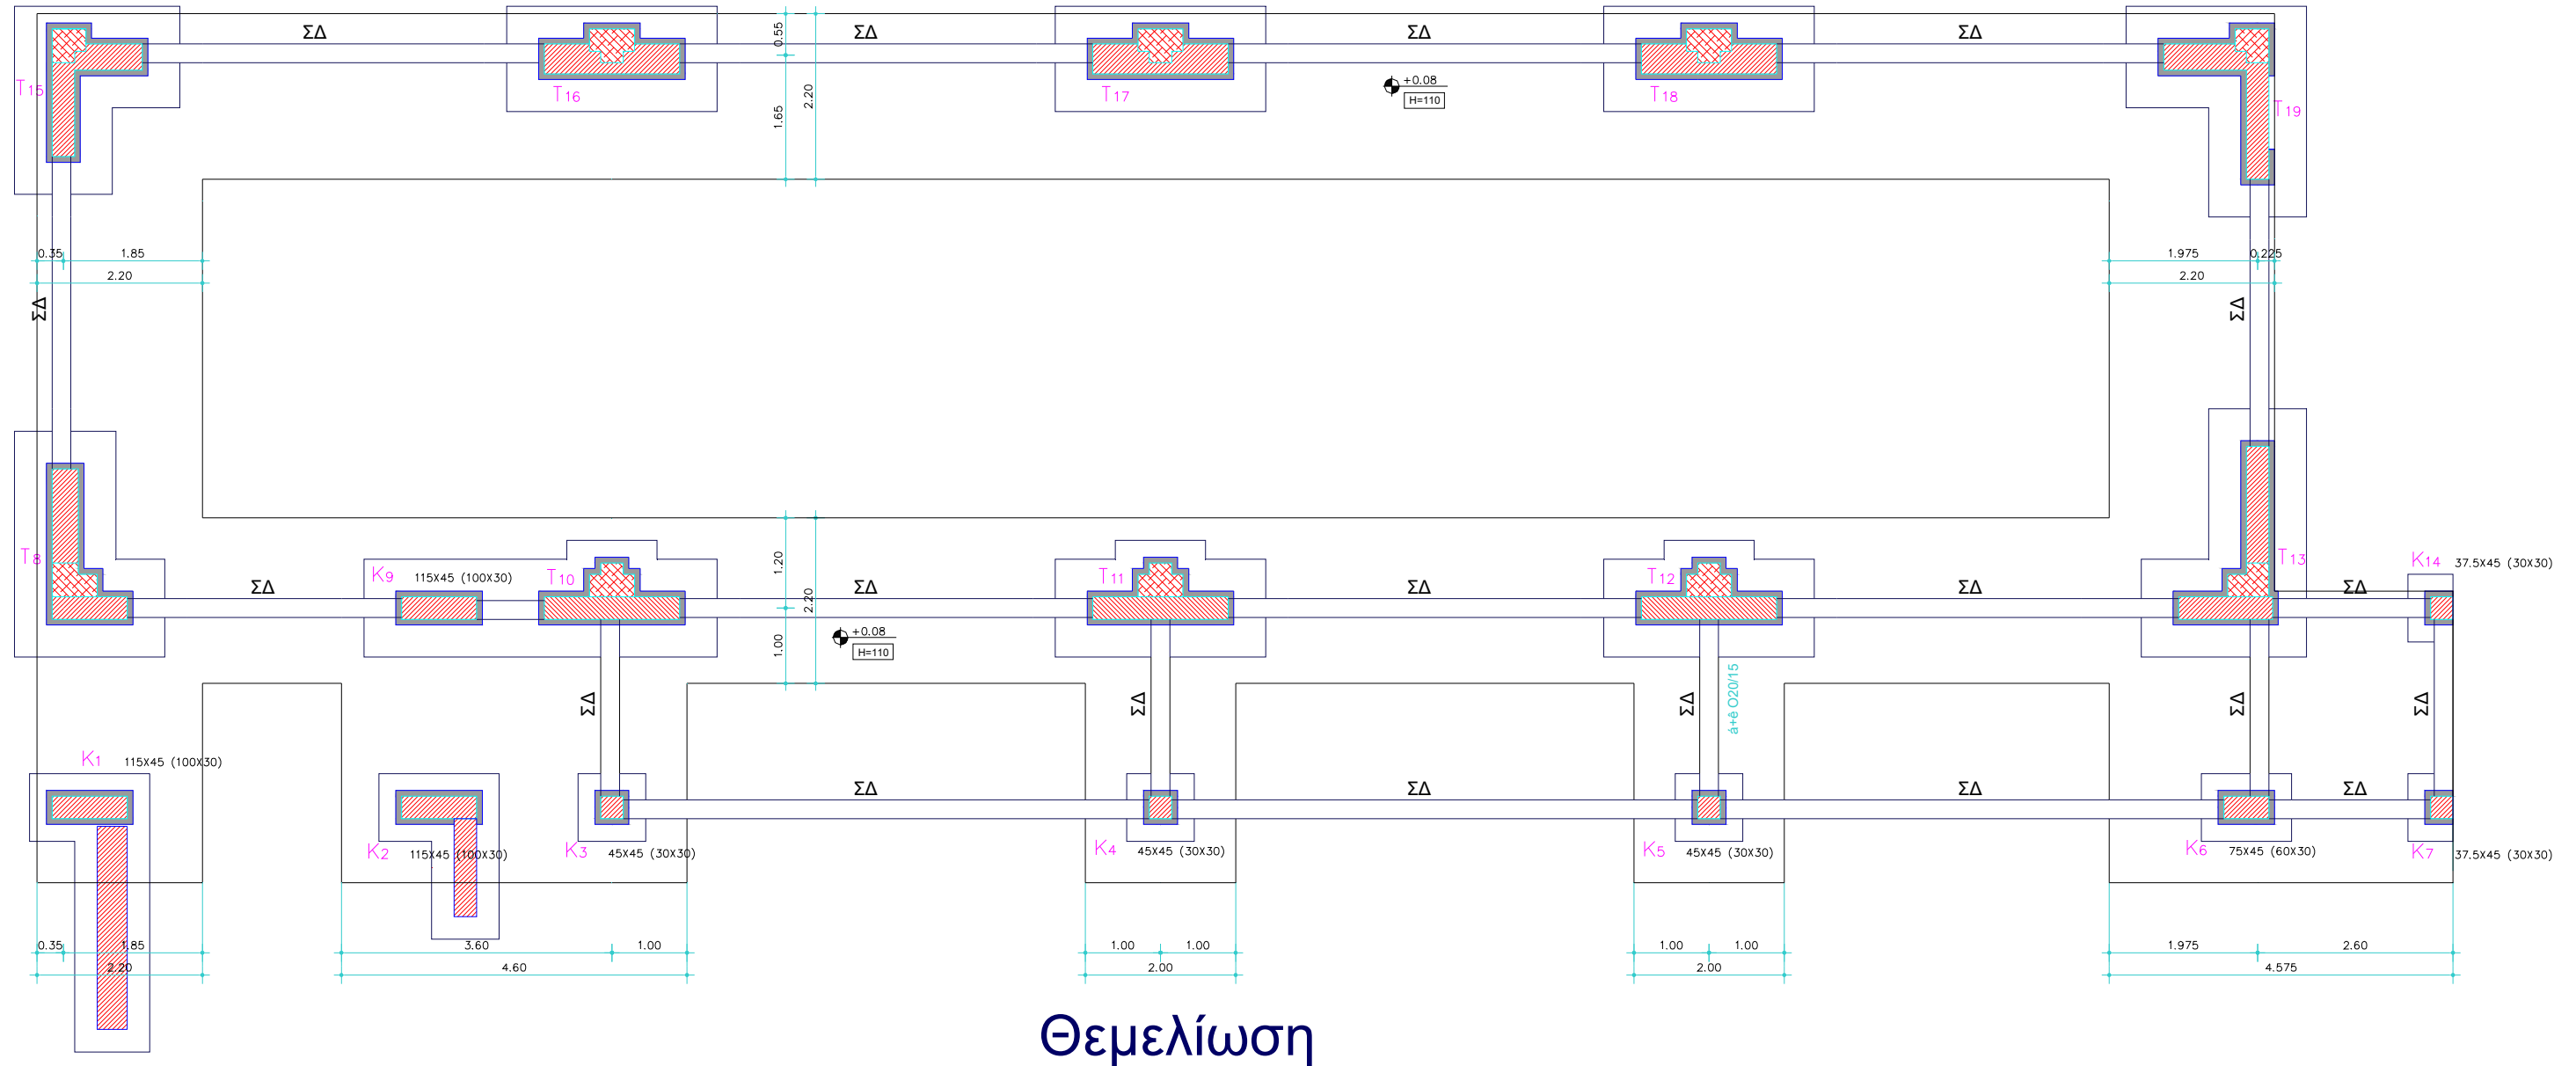 ΣΔ ΣΔ ΣΔ ΣΔ
0.55
2.20
1.65
T15 T16 T17 T18 T19
+0.08
H=110
0.35 1.85
2.20
1.975 0.225
2.20
ΣΔ ΣΔ
T8
ΣΔ
K9 115X45 (100X30)
T10
ΣΔ
1.20
2.20
1.00
+0.08
H=110
T11
ΣΔ
T12
ΣΔ
T13
ΣΔ
K14 37.5X45 (30X30)
ΣΔ ΣΔ ΣΔ
á+ê O20/15
ΣΔ ΣΔ
K1 115X45 (100X30)
ΣΔ ΣΔ ΣΔ ΣΔ
K2 115X45 (100X30)
K3 45X45 (30X30)
K4 45X45 (30X30)
K5 45X45 (30X30)
K6 75X45 (60X30)
K7 37.5X45 (30X30)
0.35 1.85
2.20
3.60 1.00
4.60
1.00 1.00
2.00
1.00 1.00
2.00
1.975 2.60
4.575
Θεμελίωση